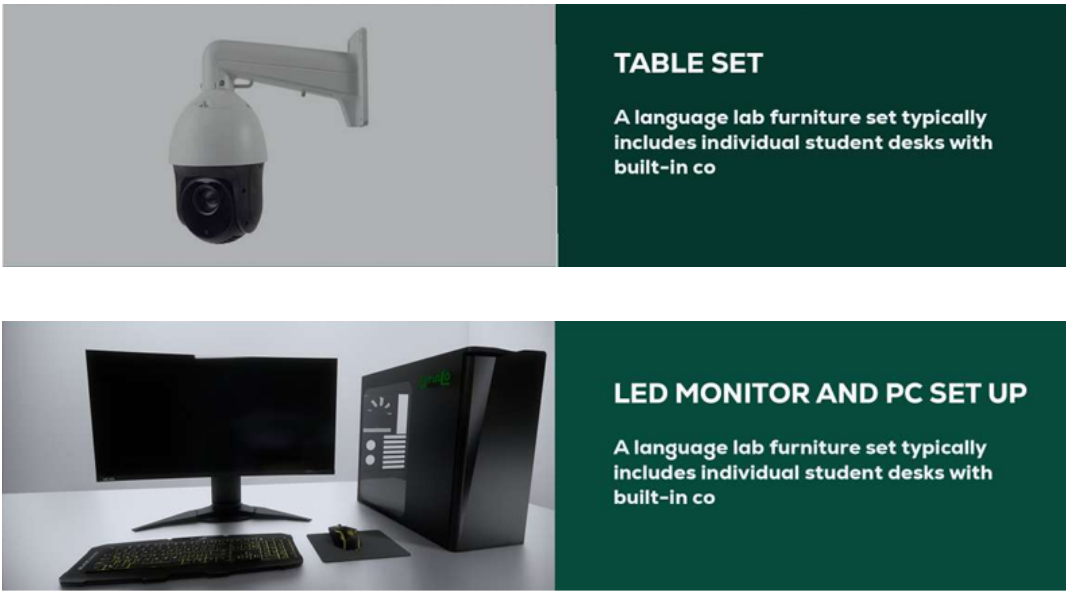 TABLE SET
A language lab furniture set typically
includes individual student desks with
built-in co
LED MONITOR AND PC SET UP
A language lab furniture set typically
includes individual student desks with
built-in co